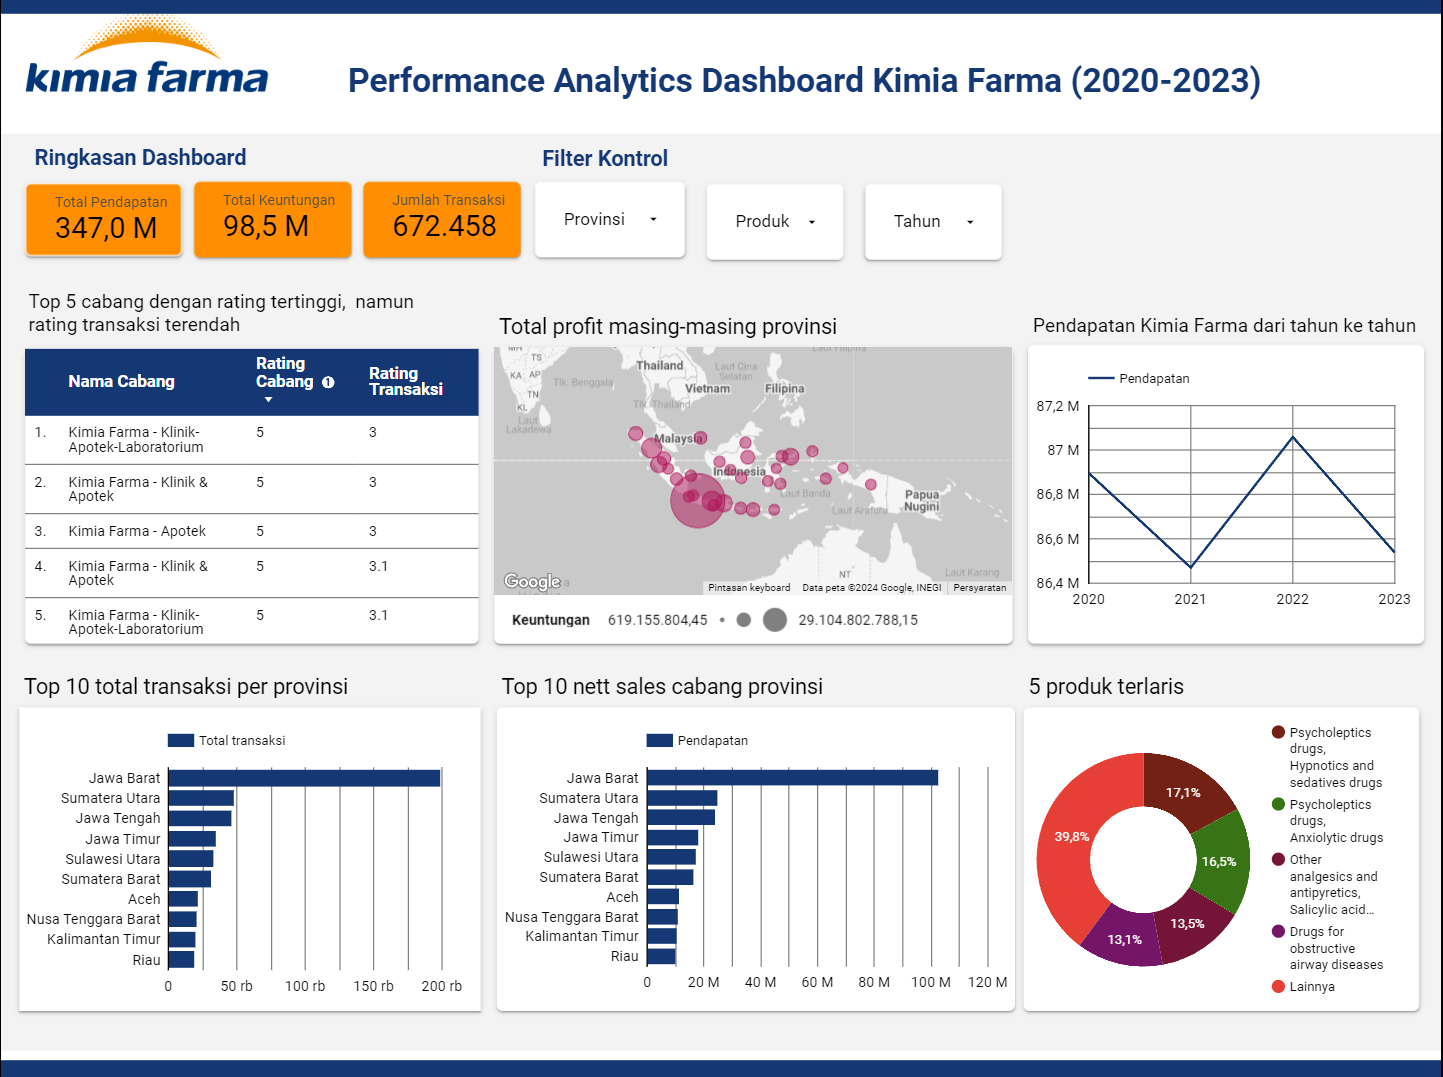 kimia farma
Performance Analytics Dashboard Kimia Farma (2020-2023)
Ringkasan Dashboard
Filter Kontrol
Total Pendapatan
347,0 M
Total Keuntungan
98,5 M
Jumlah Transaksi
672.458
Provinsi
Produk
Tahun
Top 5 cabang dengan rating tertinggi, namun
rating transaksi terendah
Nama Cabang
Rating
Cabang
Rating
Transaksi
1. Kimia Farma - Klinik-
Apotek-Laboratorium
5 3
2. Kimia Farma - Klinik &
Apotek
5 3
3. Kimia Farma - Apotek 5 3
4. Kimia Farma - Klinik &
Apotek
5 3.1
5. Kimia Farma - Klinik-
Apotek-Laboratorium
5 3.1
Total profit masing-masing provinsi
MH
TS
KA
AP
TN
KL
Laut
Lakadewa
Tlk. Benggala
Thailand
Laut Cina
Selatan
Laut Filipina
Vietnam
Filipina
Tlk. Thailand
Malaysia
Indonesia
Laut Banda
Papua
Nugini
Laut Arafura
NT
Laut Karang
Google
Pintasan keyboard
Data peta ©2024 Google, INEGI
Persyaratan
Keuntungan 619.155.804,45 29.104.802.788,15
Pendapatan Kimia Farma dari tahun ke tahun
Pendapatan
87,2 M
87 M
86,8 M
86,6 M
86,4 M
2020 2021 2022 2023
Top 10 total transaksi per provinsi
Total transaksi
Jawa Barat
Sumatera Utara
Jawa Tengah
Jawa Timur
Sulawesi Utara
Sumatera Barat
Aceh
Nusa Tenggara Barat
Kalimantan Timur
Riau
0 50 rb 100 rb 150 rb 200 rb
Top 10 nett sales cabang provinsi
Pendapatan
Jawa Barat
Sumatera Utara
Jawa Tengah
Jawa Timur
Sulawesi Utara
Sumatera Barat
Aceh
Nusa Tenggara Barat
Kalimantan Timur
Riau
0 20 M 40 M 60 M 80 M 100 M 120 M
5 produk terlaris
17,1%
16,5%
13,5%
13,1%
39,8%
Psycholeptics
drugs,
Hypnotics and
sedatives drugs
Psycholeptics
drugs,
Anxiolytic drugs
Other
analgesics and
antipyretics,
Salicylic acid...
Drugs for
obstructive
airway diseases
Lainnya